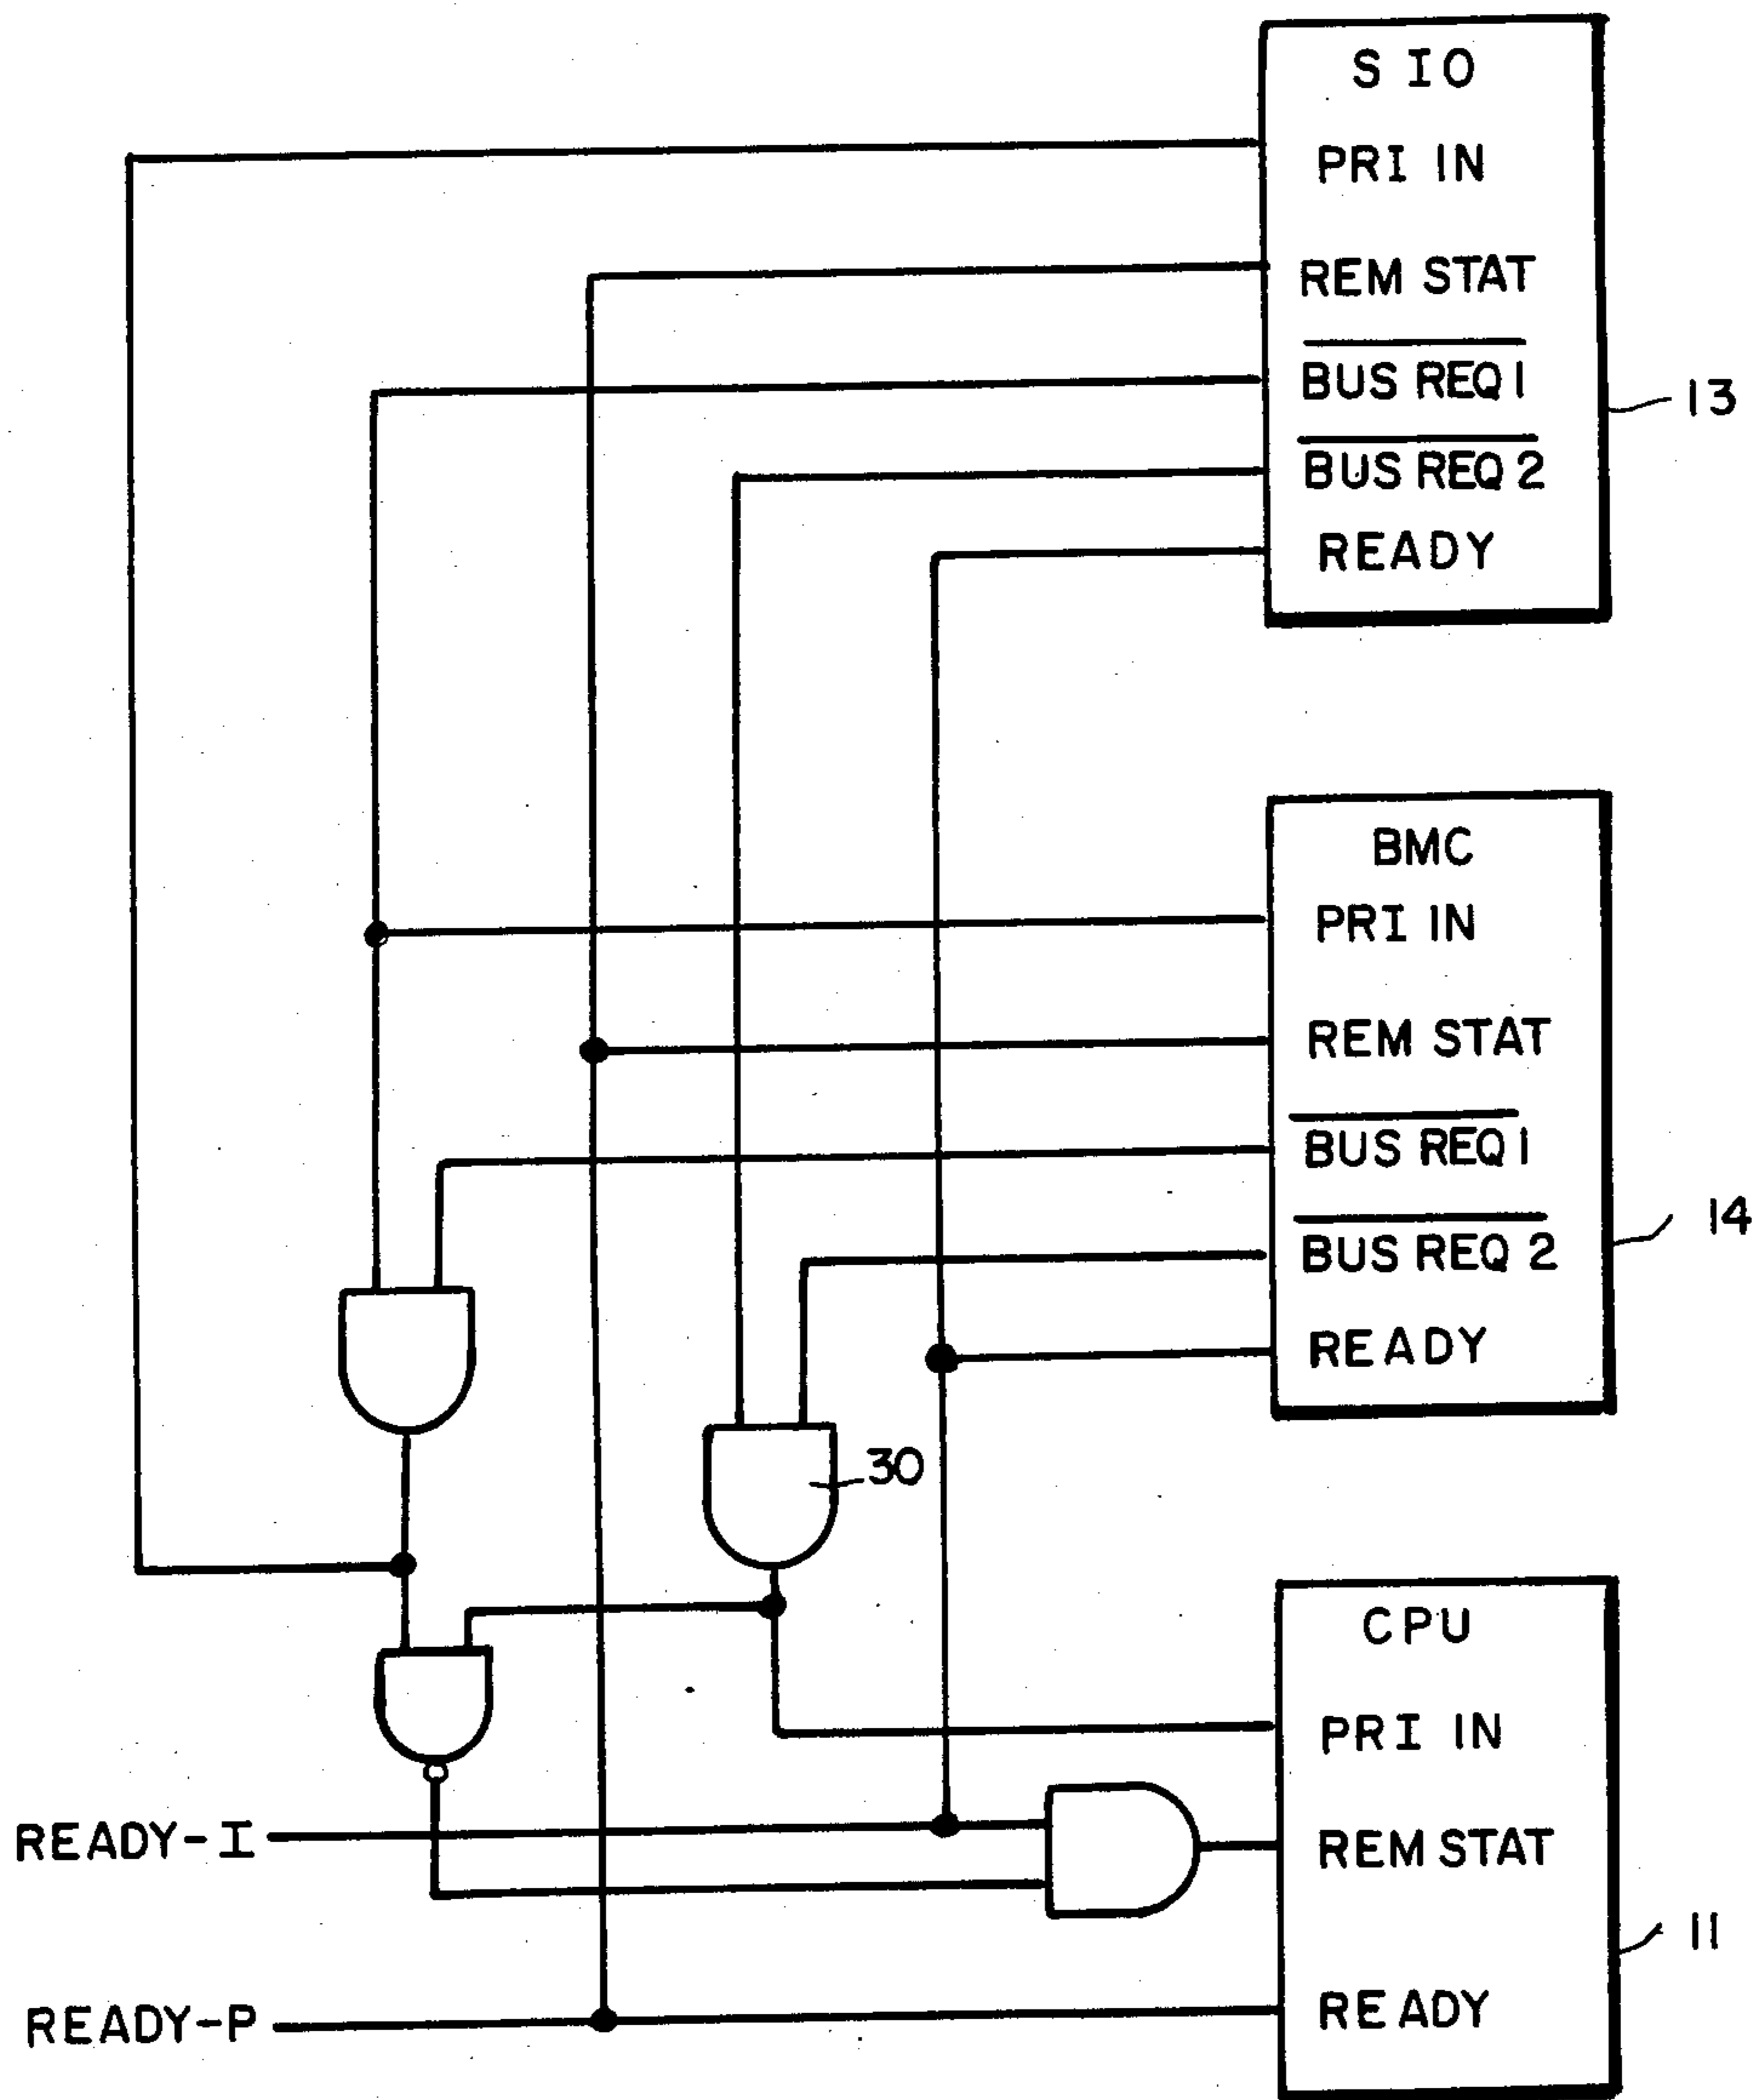 S IO
PRI IN
REM STAT
BUS REQ 1
BUS REQ 2
READY
13
BMC
PRI IN
REM STAT
BUS REQ 1
BUS REQ 2
READY
14
30
CPU
PRI IN
READY-I
REM STAT
11
READY-P
READY